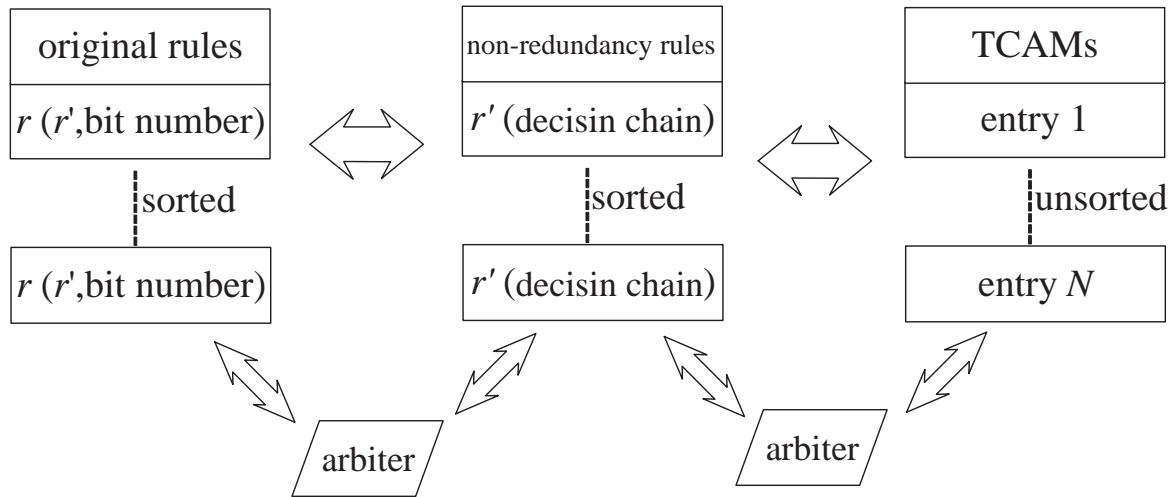 original rules
non-redundancy rules
TCAMs
r (r',bit number)
r′ (decisin chain)
entry 1
sorted
sorted
unsorted
r (r',bit number)
r′ (decisin chain)
entry N
arbiter
arbiter